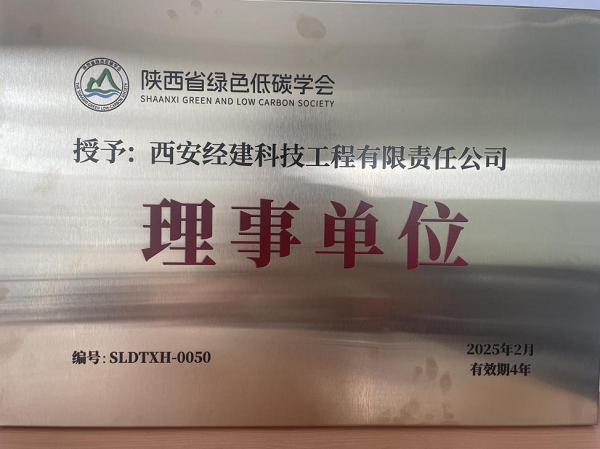 陕西省绿色低碳学会
SHAANXI GREEN AND LOW CARBON SOCIETY
授予：西安经建科技工程有限责任公司
理事单位
编号：SLDTXH-0050
2025年2月
有效期4年